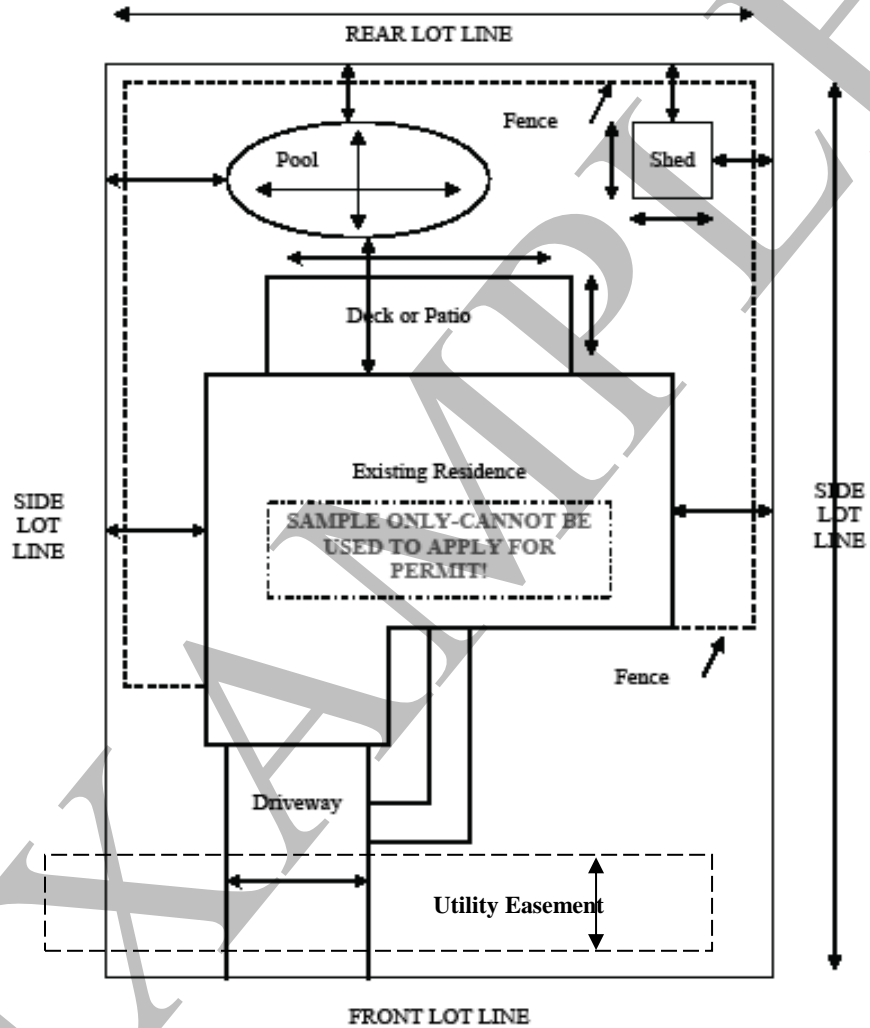 REAR LOT LINE
Fence
Pool
Shed
Deck or Patio
Existing Residence
SIDE
LOT
LINE
SAMPLE ONLY-CANNOT BE
USED TO APPLY FOR
PERMIT!
SIDE
LOT
LINE
Fence
Driveway
Utility Easement
FRONT LOT LINE
EXAMPLE